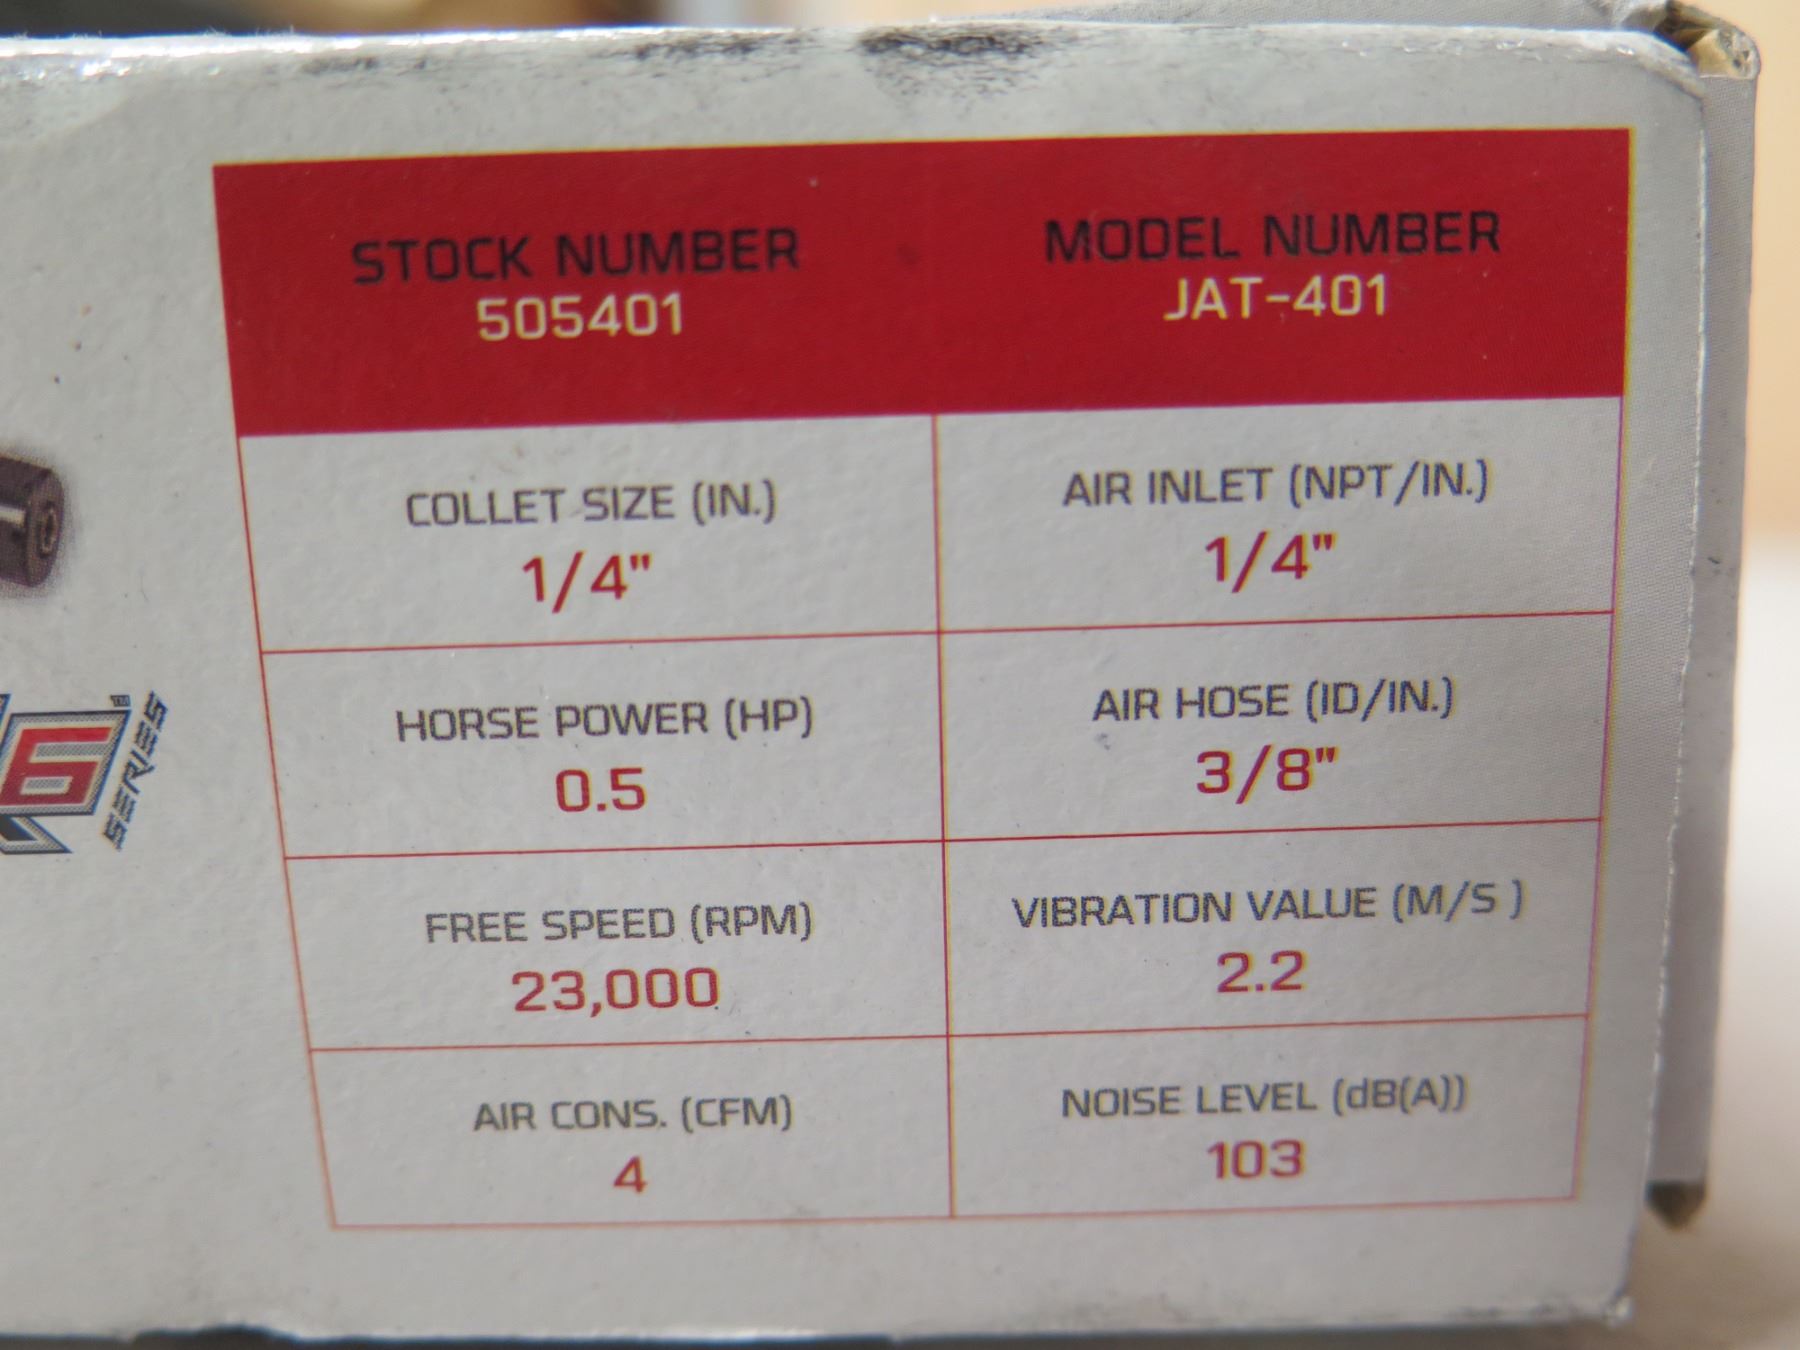 STOCK NUMBER
505401
MODEL NUMBER
JAT-401
COLLET SIZE (IN.)
1/4"
AIR INLET (NPT/IN.)
1/4"
HORSE POWER (HP)
0.5
AIR HOSE (ID/IN.)
3/8"
FREE SPEED (RPM)
23,000
VIBRATION VALUE (M/S )
2.2
AIR CONS. (CFM)
4
NOISE LEVEL (dB(A))
103
6™
SERIES